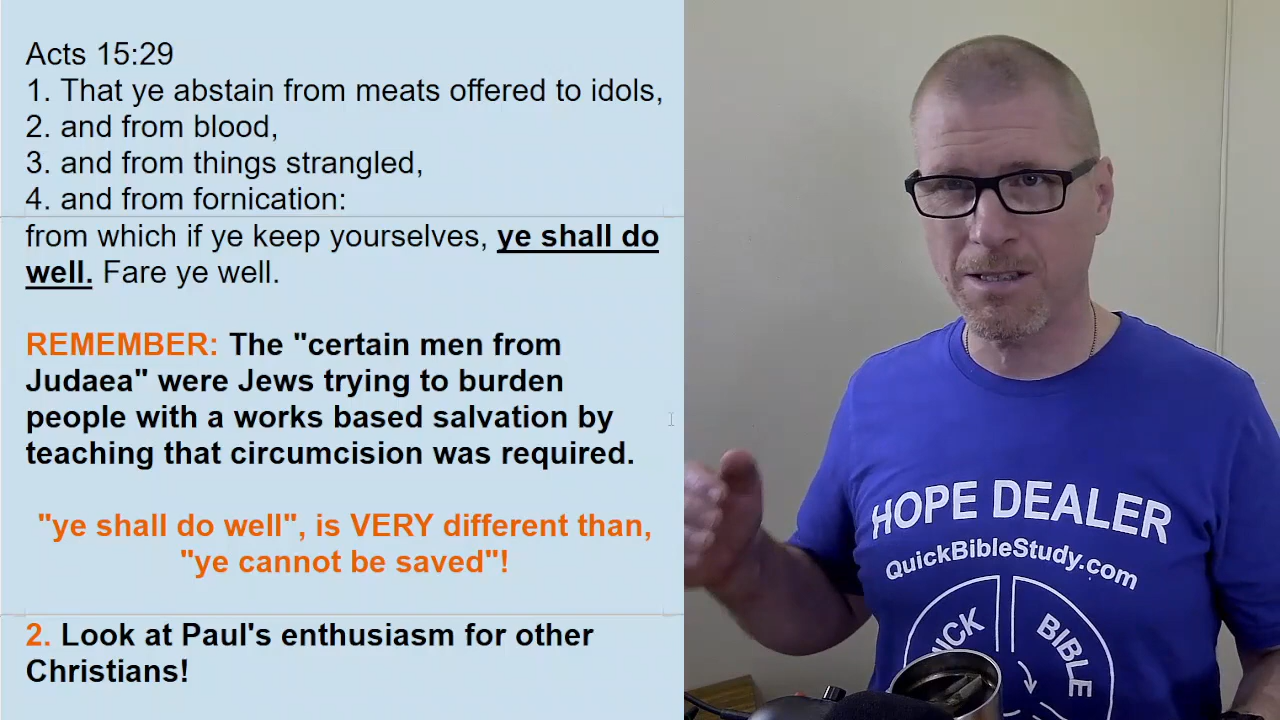 Acts 15:29
1. That ye abstain from meats offered to idols,
2. and from blood,
3. and from things strangled,
4. and from fornication:
from which if ye keep yourselves, ye shall do
well. Fare ye well.
REMEMBER: The "certain men from
Judaea" were Jews trying to burden
people with a works based salvation by
teaching that circumcision was required.
"ye shall do well", is VERY different than,
"ye cannot be saved"!
2. Look at Paul's enthusiasm for other
Christians!
HOPE DEALER
QuickBibleStudy.com
BIBLE